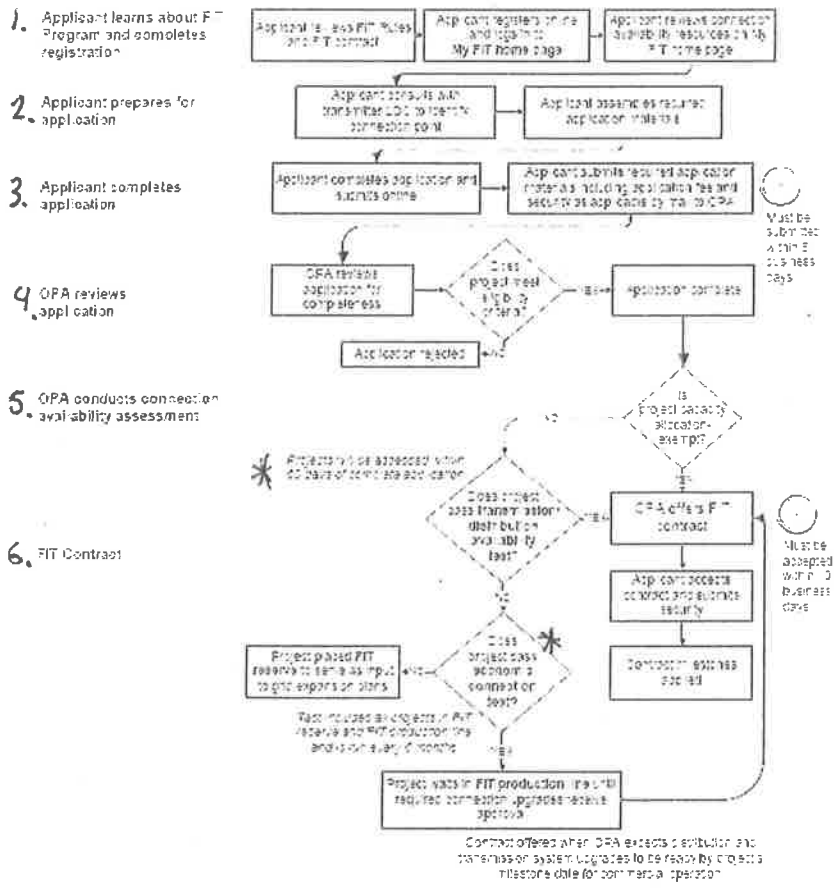 1. Applicant learns about FIT
Program and completes
registration
Applicant reviews FIT Rules
and FIT contract
Applicant registers online
and logs in to
My FIT home page
Applicant reviews connection
availability resources on My
FIT home page
2. Applicant prepares for
application
Applicant consults with
transmitter LDC to identify
connection point
Applicant assembles required
application materials
3. Applicant completes
application
Applicant completes application and
submits online
Applicant submits required application
materials including application fee and
security as applicable by mail to OPA
Must be
submitted
within 5
business
days
4. OPA reviews
application
OPA reviews
application for
completeness
Does
project meet
eligibility
criteria?
YES
Application complete
NO
Application rejected
5. OPA conducts connection
availability assessment
Is
project capacity
allocation-
exempt?
NO
YES
* Projects will be assessed within
days of complete application
Does project
pass transmission/
distribution
availability
test?
YES
OPA offers FIT
contract
Must be
accepted
within 10
business
days
6. FIT Contract
Applicant accepts
contract and submits
security
Contract milestones
applied
NO
Does
project pass
economic
connection
test?
*
NO
Project placed FIT
reserve to serve as input
to grid expansion plans
Test includes all projects in FIT
reserve and FIT production line
and is run every 6 months
YES
Project waits in FIT production line until
required connection upgrades receive
approval
Contract offered when OPA expects distribution and
transmission system upgrades to be ready by project's
milestone date for commercial operation